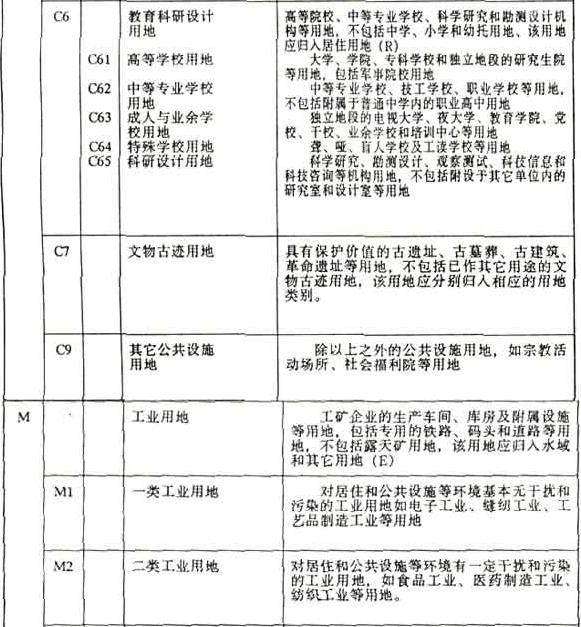 C6 教育科研设计 高等院校、中等专业学校、科学研究和勘测设计机
用地 构等用地，不包括中学、小学和幼托用地、该用地
应归入居住用地（R）
C61 高等学校用地 大学、学院、专科学校和独立地段的研究生院
等用地，包括军事院校用地
C62 中等专业学校 中等专业学校、技工学校、职业学校等用地，
用地 不包括附属于普通中学内的职业高中用地
C63 成人与业余学 独立地段的电视大学、夜大学、教育学院、党
校用地 校、干校、业余学校和培训中心等用地
C64 特殊学校用地 聋、哑、盲人学校及工读学校等用地
C65 科研设计用地 科学研究、勘测设计、观察测试、科技信息和
科技咨询等机构用地，不包括附设于其它单位内的
研究室和设计室等用地
C7 文物古迹用地 具有保护价值的古遗址、古墓葬、古建筑、
革命遗址等用地，不包括已作其它用途的文
物古迹用地，该用地应分别归入相应的用地
类别。
C9 其它公共设施 除以上之外的公共设施用地，如宗教活
用地 动场所、社会福利院等用地
M 工业用地 工矿企业的生产车间、库房及附属设施
等用地，包括专用的铁路、码头和道路等用
地，不包括露天矿用地，该用地应归入水域
和其它用地（E）
M1 一类工业用地 对居住和公共设施等环境基本无干扰和
污染的工业用地如电子工业、缝纫工业、工
艺品制造工业等用地
M2 二类工业用地 对居住和公共设施等环境有一定干扰和污染
的工业用地，如食品工业、医药制造工业、
纺织工业等用地。